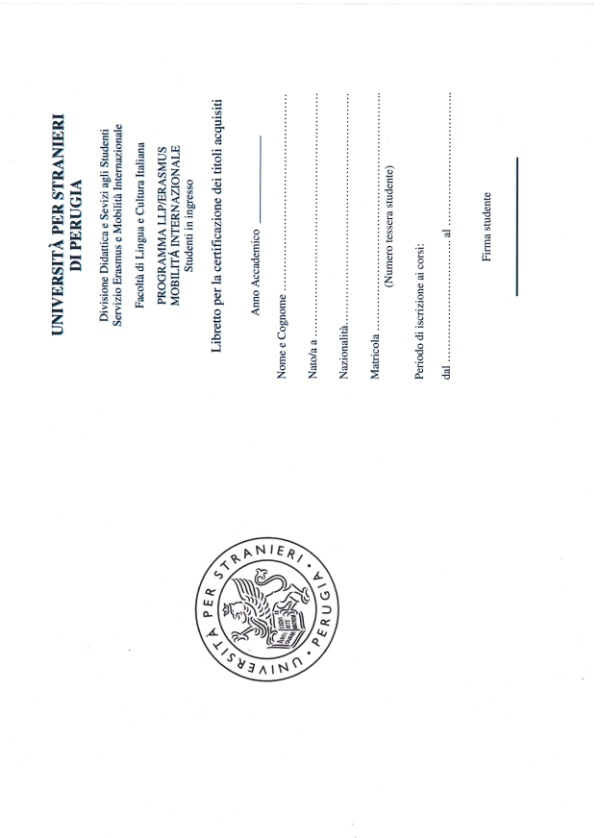 UNIVERSITÀ PER STRANIERI
DI PERUGIA
Divisione Didattica e Sevizi agli Studenti
Servizio Erasmus e Mobilità Internazionale
Facoltà di Lingua e Cultura Italiana
PROGRAMMA LLP/ERASMUS
MOBILITÀ INTERNAZIONALE
Studenti in ingresso
Libretto per la certificazione dei titoli acquisiti
Anno Accademico ___________
Nome e Cognome ................................................
Nato/a a ................................................
Nazionalità................................................
Matricola ................................................
(Numero tessera studente)
Periodo di iscrizione ai corsi:
dal ................................ al ................................
Firma studente
UNIVERSITÀ PER STRANIERI • PERUGIA •